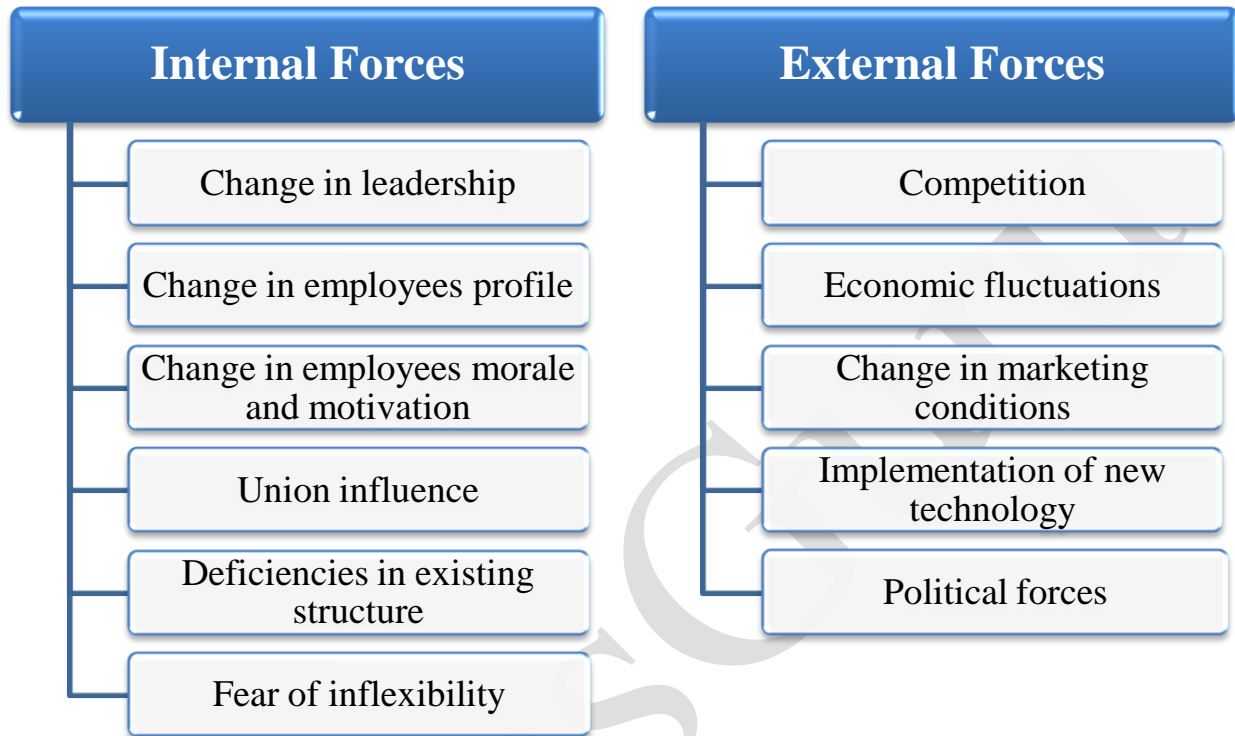 Internal Forces
Change in leadership
Change in employees profile
Change in employees morale
and motivation
Union influence
Deficiencies in existing
structure
Fear of inflexibility
External Forces
Competition
Economic fluctuations
Change in marketing
conditions
Implementation of new
technology
Political forces